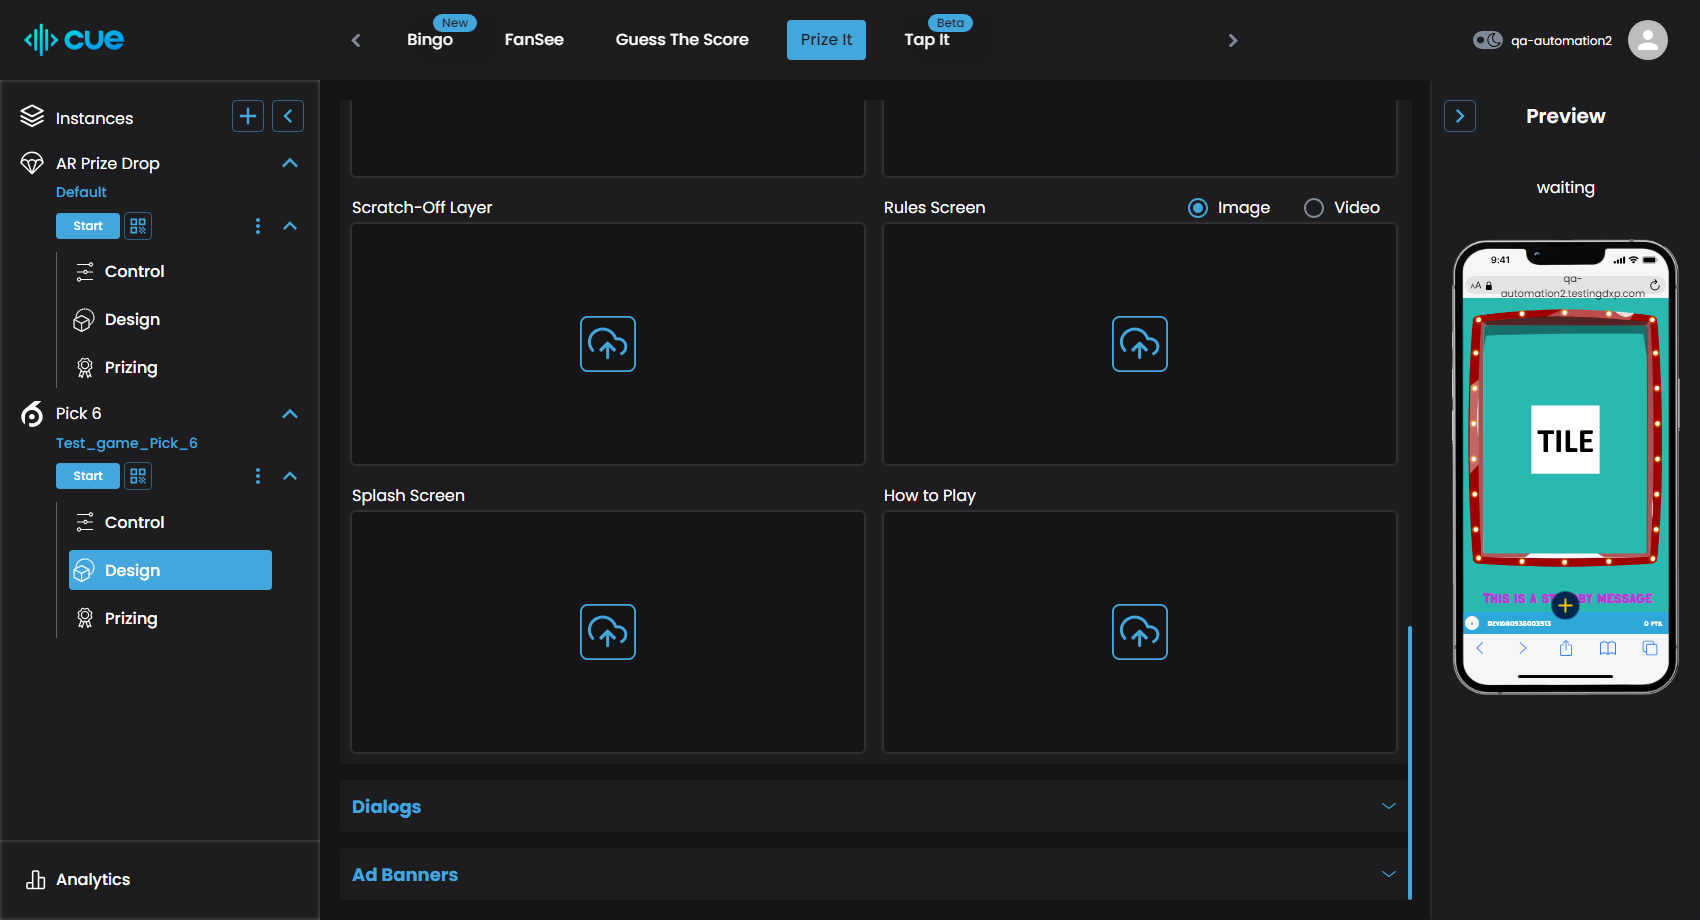 cue
Bingo
New
FanSee
Guess The Score
Prize It
Tap It
Beta
qa-automation2
Instances
AR Prize Drop
Default
Start
Control
Design
Prizing
Pick 6
Test_game_Pick_6
Start
Control
Design
Prizing
Analytics
Scratch-Off Layer
Rules Screen
Image
Video
Splash Screen
How to Play
Dialogs
Ad Banners
Preview
waiting
9:41
AA
qa-
automation2.testingdxp.com
TILE
THIS IS A ST BY MESSAGE
0 PTS.